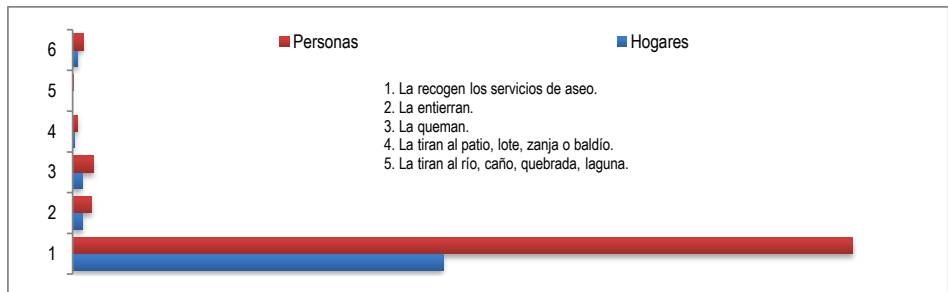 Personas
Hogares
6
5
4
3
2
1
1. La recogen los servicios de aseo.
2. La entierran.
3. La queman.
4. La tiran al patio, lote, zanja o baldío.
5. La tiran al río, caño, quebrada, laguna.